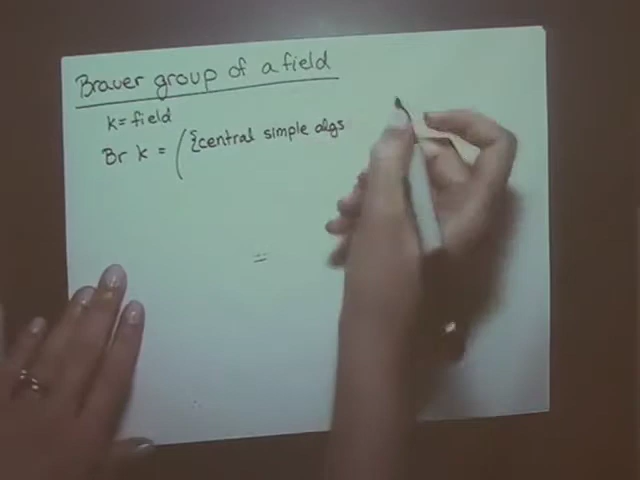 Brauer group of a field
k = field
Br k = ( {central simple algs
=